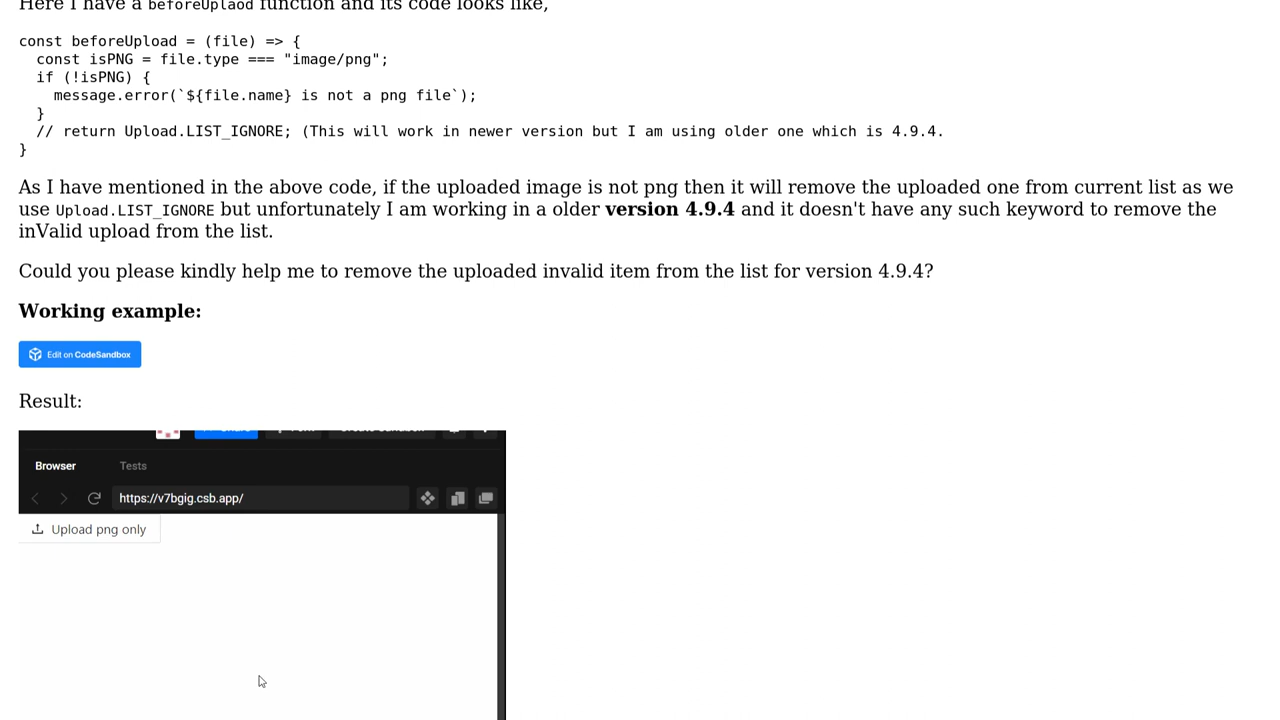 Here I have a beforeUplaod function and its code looks like,
const beforeUpload = (file) => {
  const isPNG = file.type === "image/png";
  if (!isPNG) {
    message.error(`${file.name} is not a png file`);
  }
  // return Upload.LIST_IGNORE; (This will work in newer version but I am using older one which is 4.9.4.
}
As I have mentioned in the above code, if the uploaded image is not png then it will remove the uploaded one from current list as we
use Upload.LIST_IGNORE but unfortunately I am working in a older version 4.9.4 and it doesn't have any such keyword to remove the
inValid upload from the list.
Could you please kindly help me to remove the uploaded invalid item from the list for version 4.9.4?
Working example:
Edit on CodeSandbox
Result:
Browser Tests
https://v7bgig.csb.app/
Upload png only